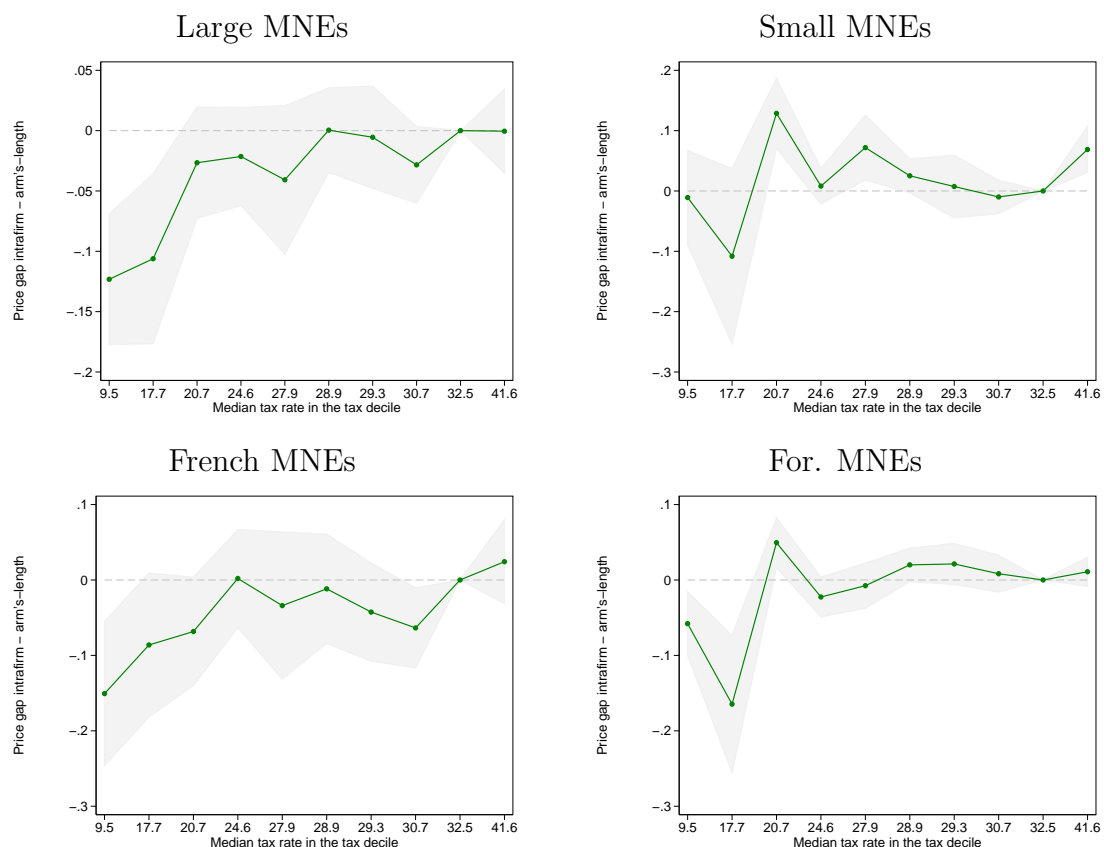 Large MNEs
Price gap intrafirm − arm's−length
.05
0
−.05
−.1
−.15
−.2
9.5 17.7 20.7 24.6 27.9 28.9 29.3 30.7 32.5 41.6
Median tax rate in the tax decile
Small MNEs
Price gap intrafirm − arm's−length
.2
.1
0
−.1
−.2
−.3
9.5 17.7 20.7 24.6 27.9 28.9 29.3 30.7 32.5 41.6
Median tax rate in the tax decile
French MNEs
Price gap intrafirm − arm's−length
.1
0
−.1
−.2
−.3
9.5 17.7 20.7 24.6 27.9 28.9 29.3 30.7 32.5 41.6
Median tax rate in the tax decile
For. MNEs
Price gap intrafirm − arm's−length
.1
0
−.1
−.2
−.3
9.5 17.7 20.7 24.6 27.9 28.9 29.3 30.7 32.5 41.6
Median tax rate in the tax decile